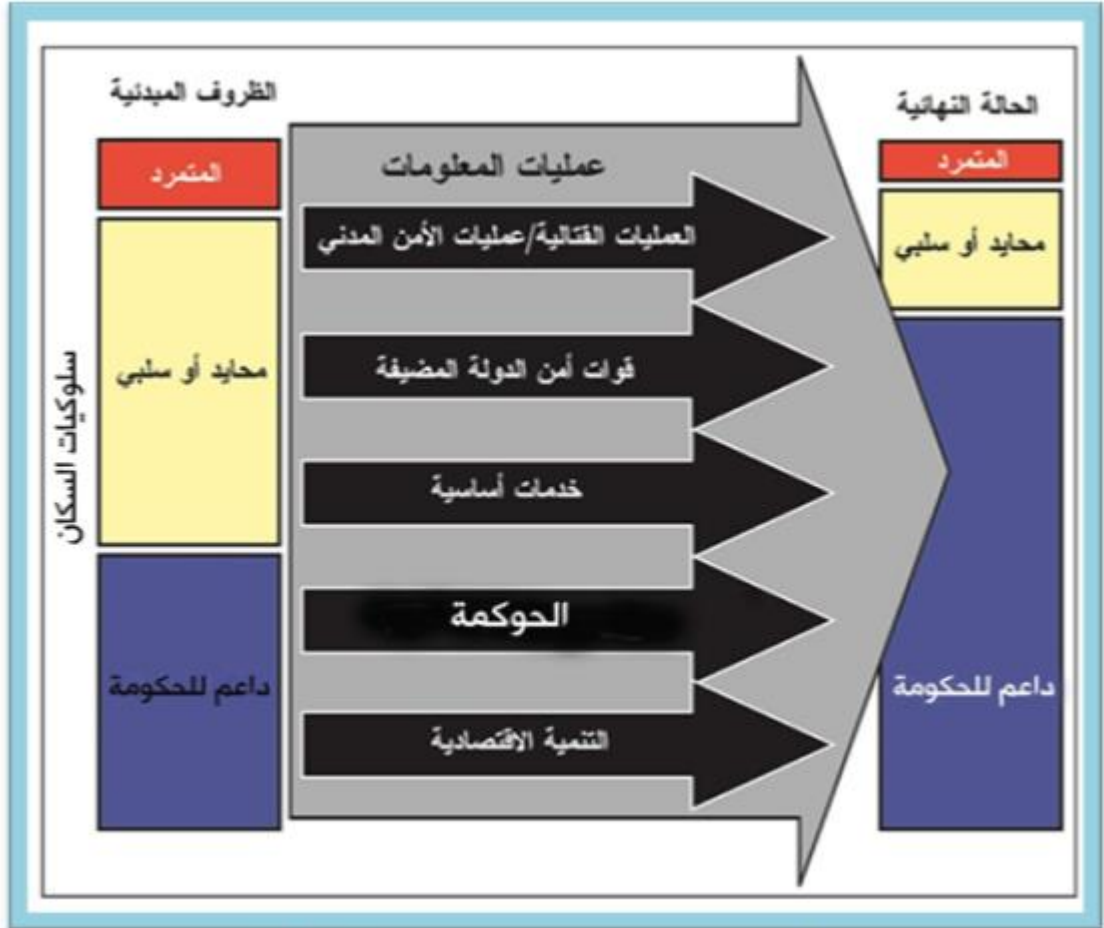 الظروف المبدئية
المتمرد
محايد أو سلبي
داعم للحكومة
سلوكيات السكان
عمليات المعلومات
العمليات القتالية/عمليات الأمن المدني
قوات أمن الدولة المضيفة
خدمات أساسية
الحوكمة
التنمية الاقتصادية
الحالة النهائية
المتمرد
محايد أو سلبي
داعم للحكومة